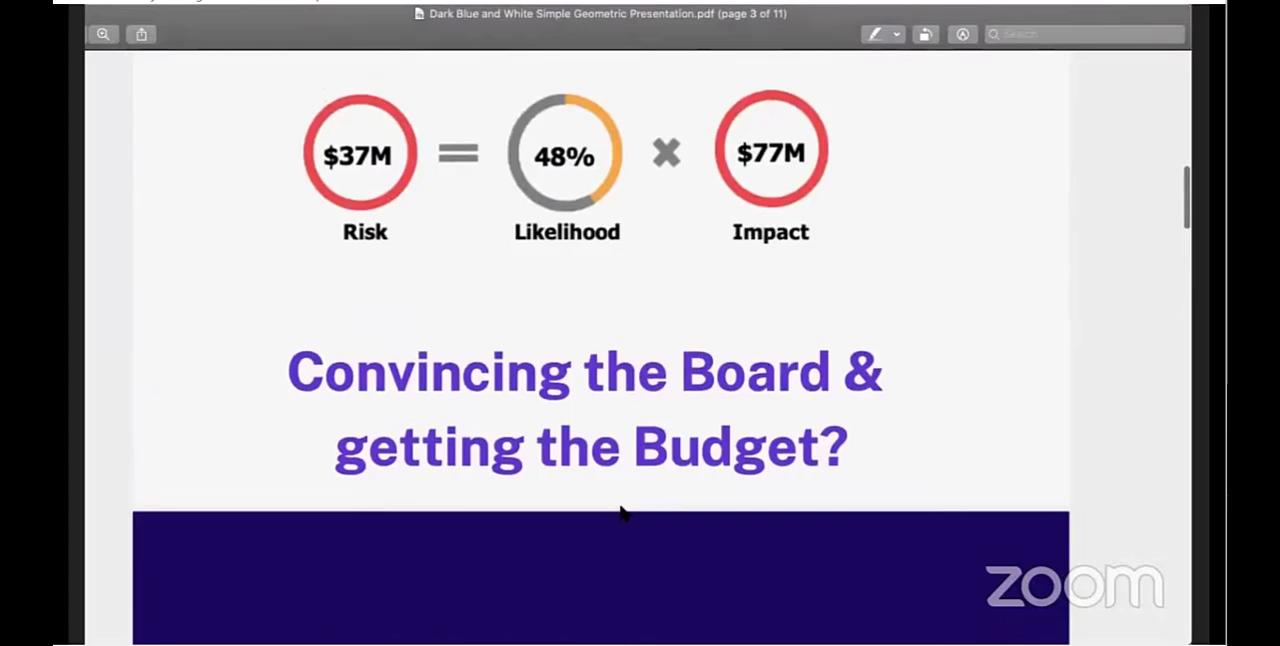 Dark Blue and White Simple Geometric Presentation.pdf (page 3 of 11)
Search
$37M = 48% × $77M
Risk Likelihood Impact
Convincing the Board &
getting the Budget?
zoom